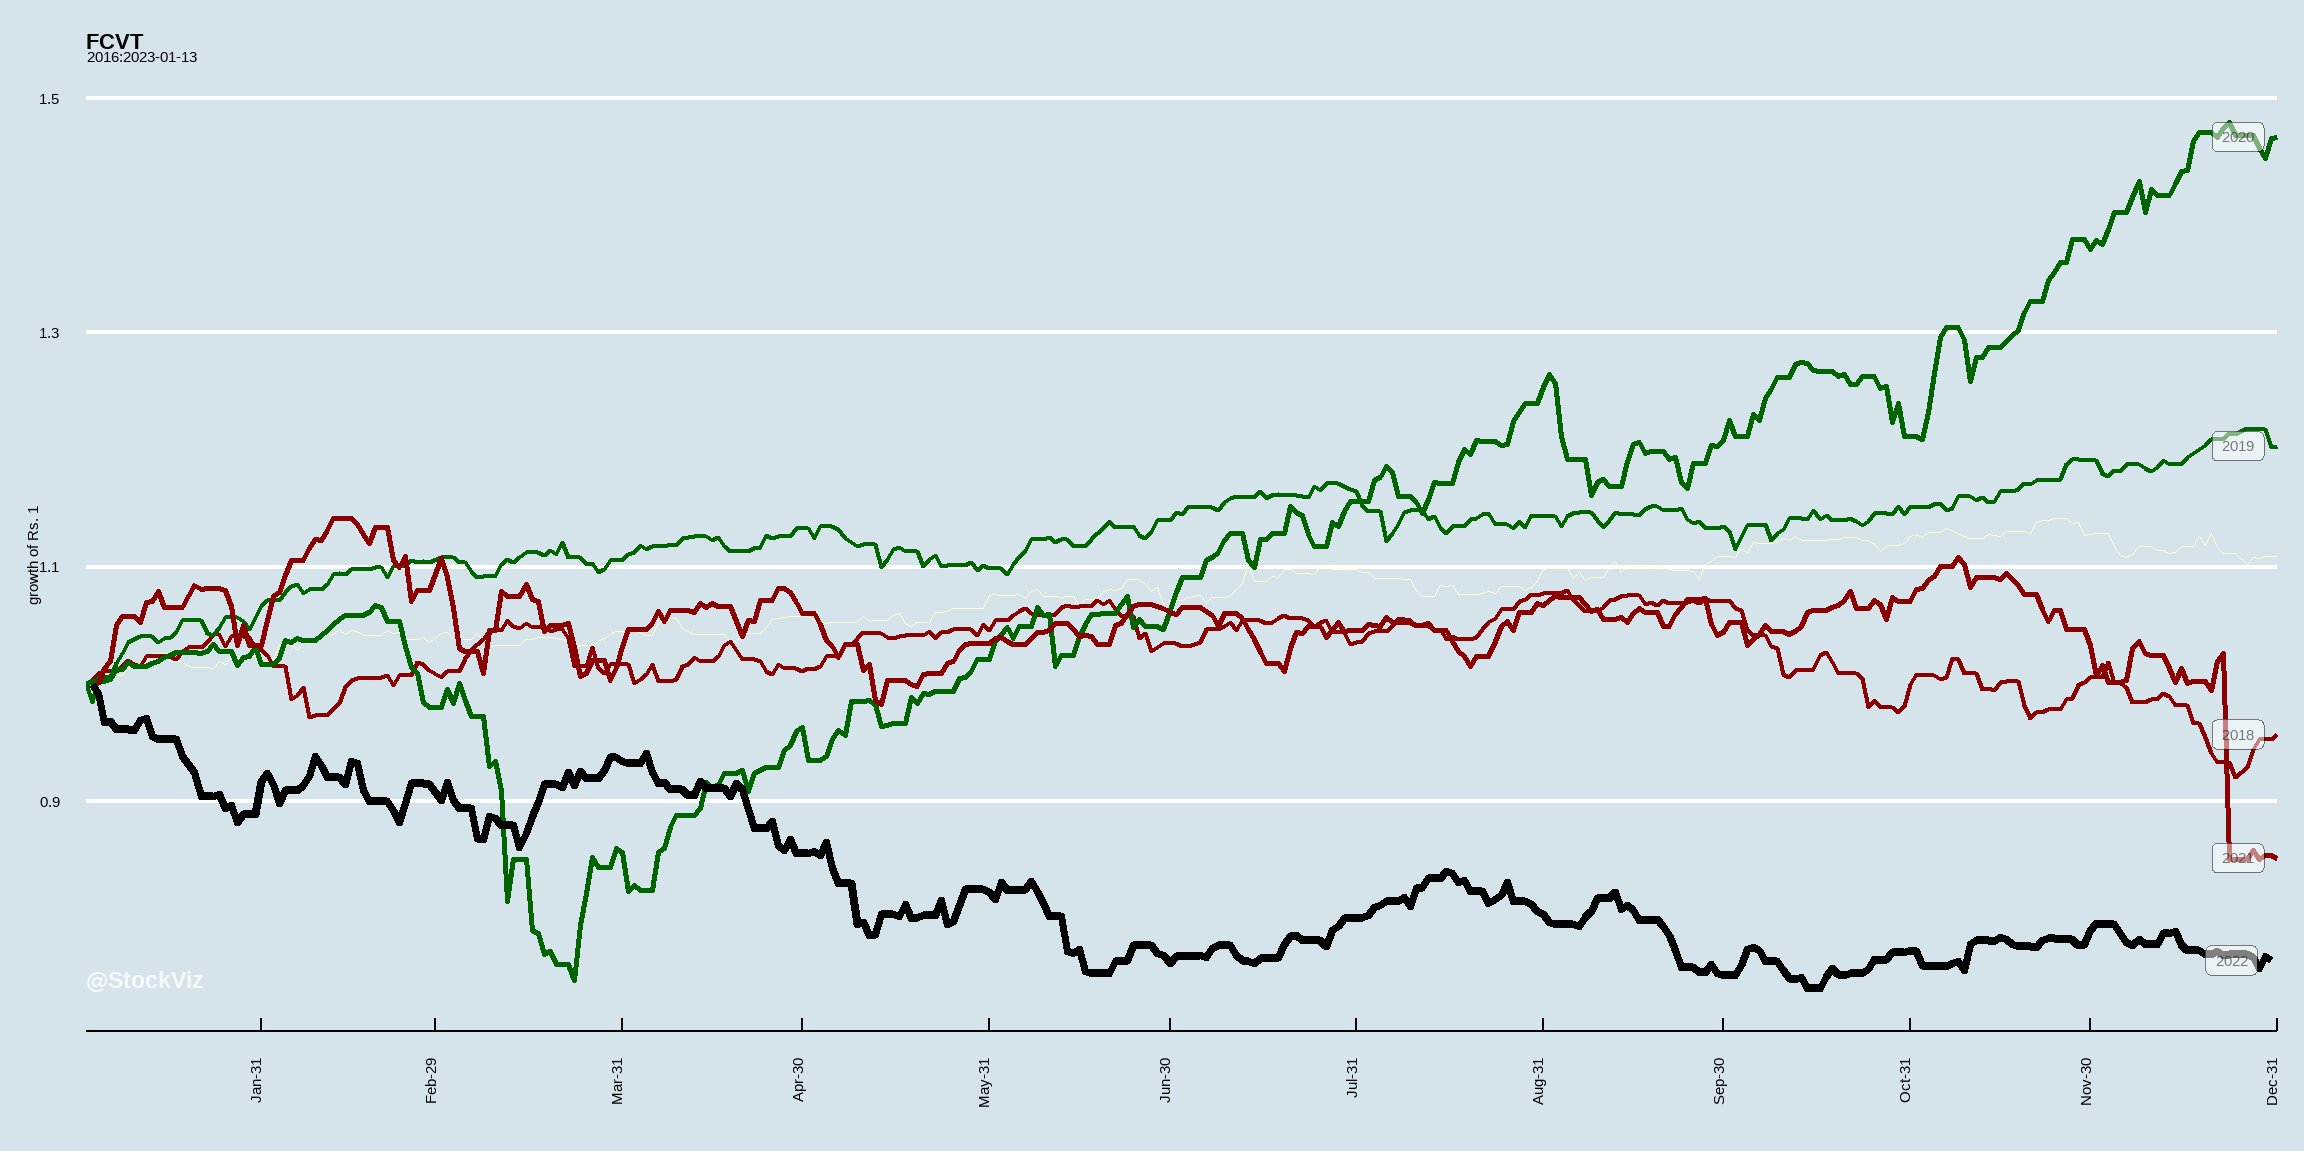 FCVT
2016:2023-01-13
1.5
1.3
1.1
0.9
growth of Rs. 1
2020
2019
2018
2021
2022
@StockViz
Jan-31
Feb-29
Mar-31
Apr-30
May-31
Jun-30
Jul-31
Aug-31
Sep-30
Oct-31
Nov-30
Dec-31